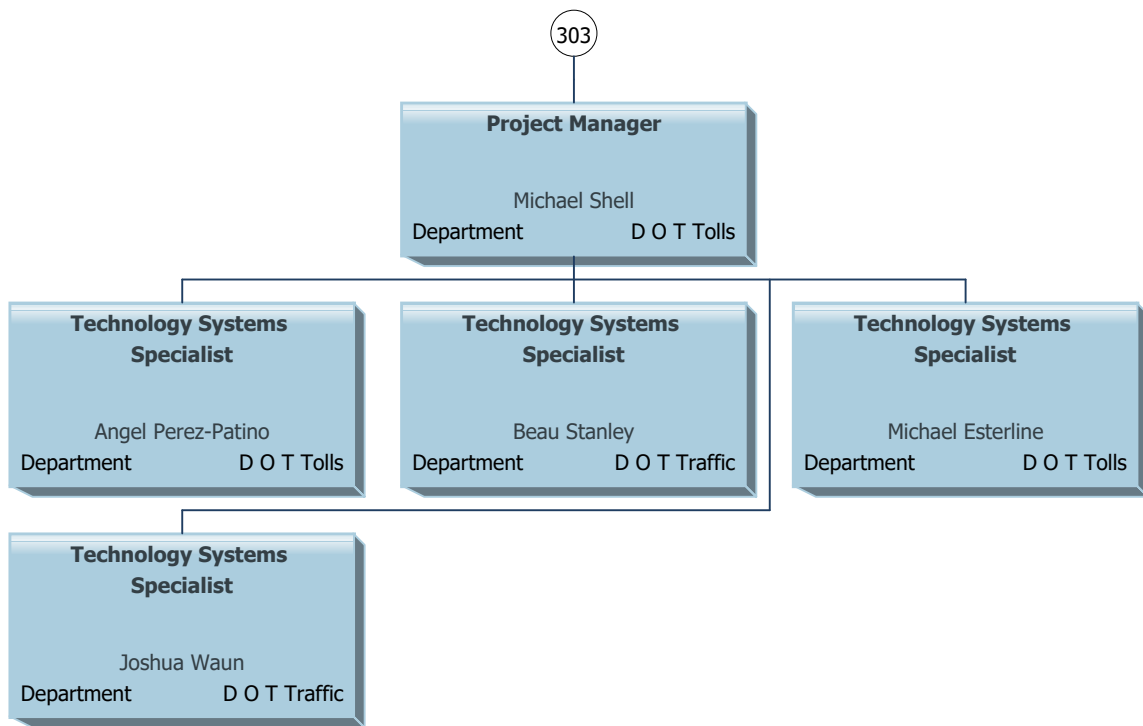 303
Project Manager
Michael Shell
Department D O T Tolls
Technology Systems
Specialist
Angel Perez-Patino
Department D O T Tolls
Technology Systems
Specialist
Beau Stanley
Department D O T Traffic
Technology Systems
Specialist
Michael Esterline
Department D O T Tolls
Technology Systems
Specialist
Joshua Waun
Department D O T Traffic